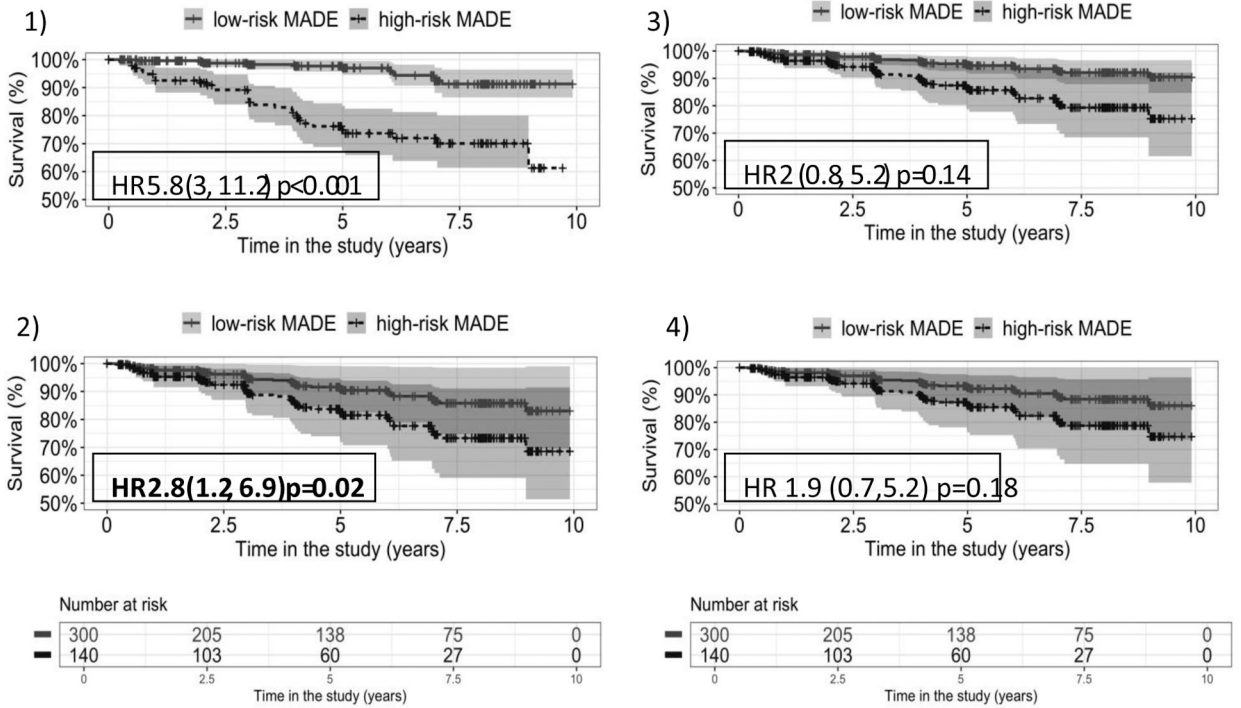 1)
low-risk MADE high-risk MADE
Survival (%)
100%
90%
80%
70%
60%
50%
HR5.8(3, 11.2) p<0.001
0 2.5 5 7.5 10
Time in the study (years)
3)
low-risk MADE high-risk MADE
Survival (%)
100%
90%
80%
70%
60%
50%
HR2 (0.8, 5.2) p=0.14
0 2.5 5 7.5 10
Time in the study (years)
2)
low-risk MADE high-risk MADE
Survival (%)
100%
90%
80%
70%
60%
50%
HR2.8(1.2, 6.9)p=0.02
0 2.5 5 7.5 10
Time in the study (years)
4)
low-risk MADE high-risk MADE
Survival (%)
100%
90%
80%
70%
60%
50%
HR 1.9 (0.7,5.2) p=0.18
0 2.5 5 7.5 10
Time in the study (years)
Number at risk
300 205 138 75 0
140 103 60 27 0
0 2.5 5 7.5 10
Time in the study (years)
Number at risk
300 205 138 75 0
140 103 60 27 0
0 2.5 5 7.5 10
Time in the study (years)